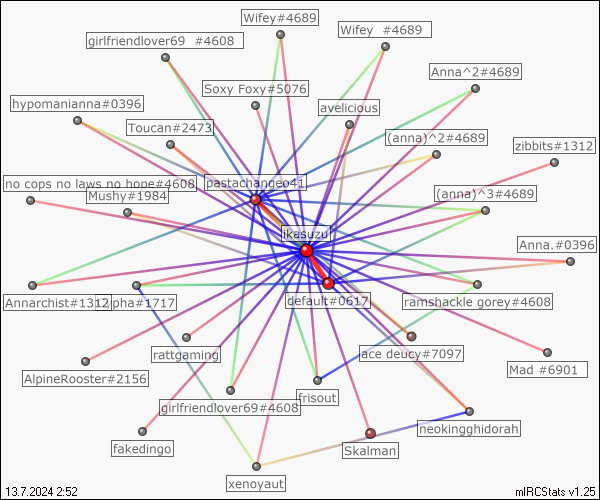 Wifey#4689
Wifey #4689
girlfriendlover69 #4608
Anna^2#4689
Soxy Foxy#5076
hypomanianna#0396
avelicious
Toucan#2473
(anna)^2#4689
zibbits#1312
no cops no laws no hope#4608
pastachangeo41
Mushy#1984
(anna)^3#4689
ikasuzu
Anna.#0396
Annarchist#1312
pha#1717
default#0617
ramshackle gorey#4608
rattgaming
ace deucy#7097
Mad #6901
AlpineRooster#2156
frisout
girlfriendlover69#4608
neokingghidorah
fakedingo
Skalman
xenoyaut
13.7.2024 2:52
mIRCStats v1.25